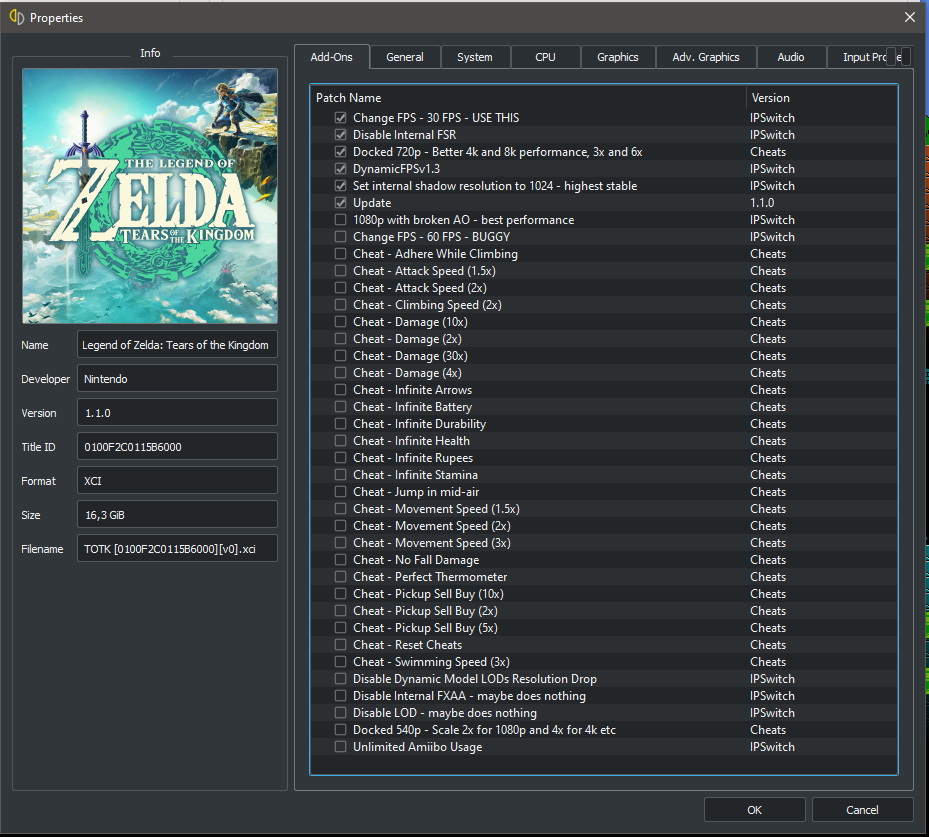 Properties
Info
THE LEGEND OF
ZELDA
TEARS OF THE KINGDOM
Name Legend of Zelda: Tears of the Kingdom
Developer Nintendo
Version 1.1.0
Title ID 0100F2C0115B6000
Format XCI
Size 16,3 GiB
Filename TOTK [0100F2C0115B6000][v0].xci
Add-Ons General System CPU Graphics Adv. Graphics Audio Input Pro
Patch Name Version
Change FPS - 30 FPS - USE THIS IPSwitch
Disable Internal FSR IPSwitch
Docked 720p - Better 4k and 8k performance, 3x and 6x Cheats
DynamicFPSv1.3 IPSwitch
Set internal shadow resolution to 1024 - highest stable IPSwitch
Update 1.1.0
1080p with broken AO - best performance IPSwitch
Change FPS - 60 FPS - BUGGY IPSwitch
Cheat - Adhere While Climbing Cheats
Cheat - Attack Speed (1.5x) Cheats
Cheat - Attack Speed (2x) Cheats
Cheat - Climbing Speed (2x) Cheats
Cheat - Damage (10x) Cheats
Cheat - Damage (2x) Cheats
Cheat - Damage (30x) Cheats
Cheat - Damage (4x) Cheats
Cheat - Infinite Arrows Cheats
Cheat - Infinite Battery Cheats
Cheat - Infinite Durability Cheats
Cheat - Infinite Health Cheats
Cheat - Infinite Rupees Cheats
Cheat - Infinite Stamina Cheats
Cheat - Jump in mid-air Cheats
Cheat - Movement Speed (1.5x) Cheats
Cheat - Movement Speed (2x) Cheats
Cheat - Movement Speed (3x) Cheats
Cheat - No Fall Damage Cheats
Cheat - Perfect Thermometer Cheats
Cheat - Pickup Sell Buy (10x) Cheats
Cheat - Pickup Sell Buy (2x) Cheats
Cheat - Pickup Sell Buy (5x) Cheats
Cheat - Reset Cheats Cheats
Cheat - Swimming Speed (3x) Cheats
Disable Dynamic Model LODs Resolution Drop IPSwitch
Disable Internal FXAA - maybe does nothing IPSwitch
Disable LOD - maybe does nothing IPSwitch
Docked 540p - Scale 2x for 1080p and 4x for 4k etc Cheats
Unlimited Amiibo Usage IPSwitch
OK Cancel